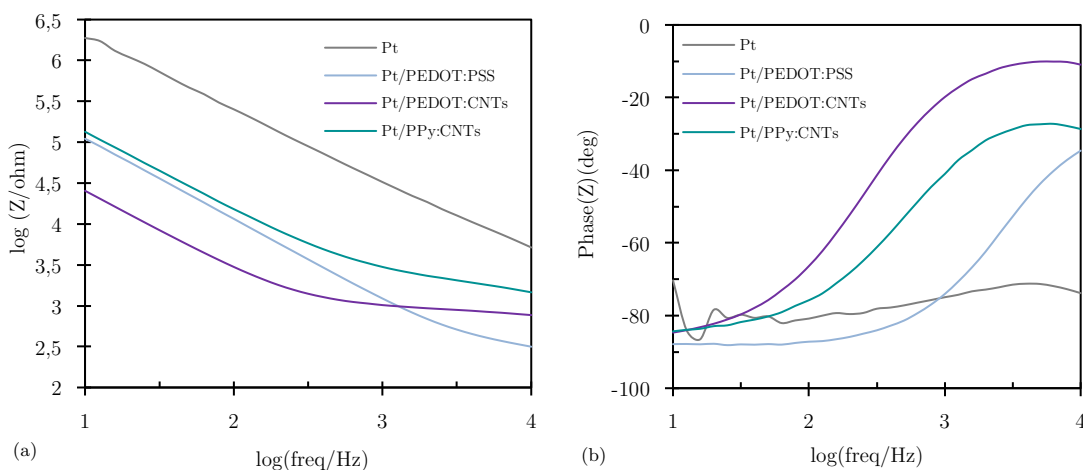 6,5
6
5,5
5
4,5
4
3,5
3
2,5
2
log (Z/ohm)
Pt
Pt/PEDOT:PSS
Pt/PEDOT:CNTs
Pt/PPy:CNTs
1
2
3
4
log(freq/Hz)
(a)
0
-20
-40
-60
-80
-100
Phase(Z)(deg)
Pt
Pt/PEDOT:PSS
Pt/PEDOT:CNTs
Pt/PPy:CNTs
1
2
3
4
log(freq/Hz)
(b)